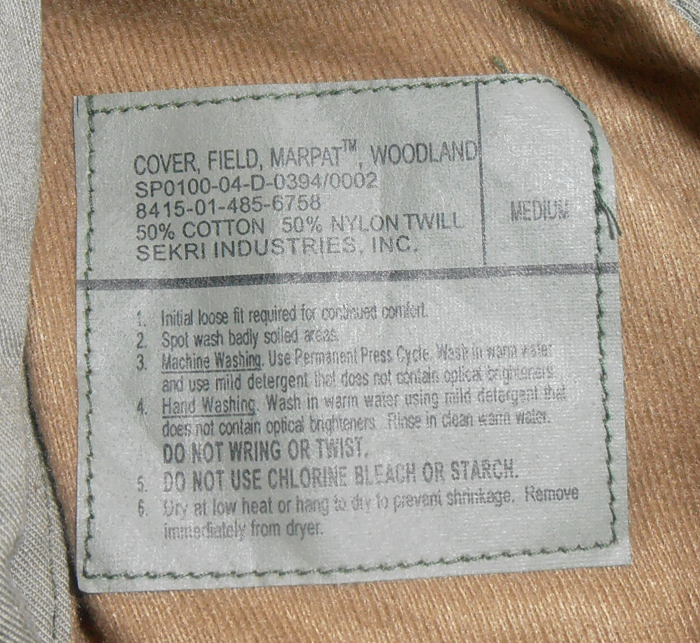 COVER, FIELD, MARPAT™, WOODLAND
SP0100-04-D-0394/0002
8415-01-485-6758
50% COTTON 50% NYLON TWILL
SEKRI INDUSTRIES, INC.
MEDIUM
1. Initial loose fit required for continued comfort.
2. Spot wash badly soiled areas.
3. Machine Washing. Use Permanent Press Cycle. Wash in warm water
and use mild detergent that does not contain optical brighteners.
4. Hand Washing. Wash in warm water using mild detergent that
does not contain optical brighteners. Rinse in clean warm water.
DO NOT WRING OR TWIST.
5. DO NOT USE CHLORINE BLEACH OR STARCH.
6. Dry at low heat or hang to dry to prevent shrinkage. Remove
immediately from dryer.